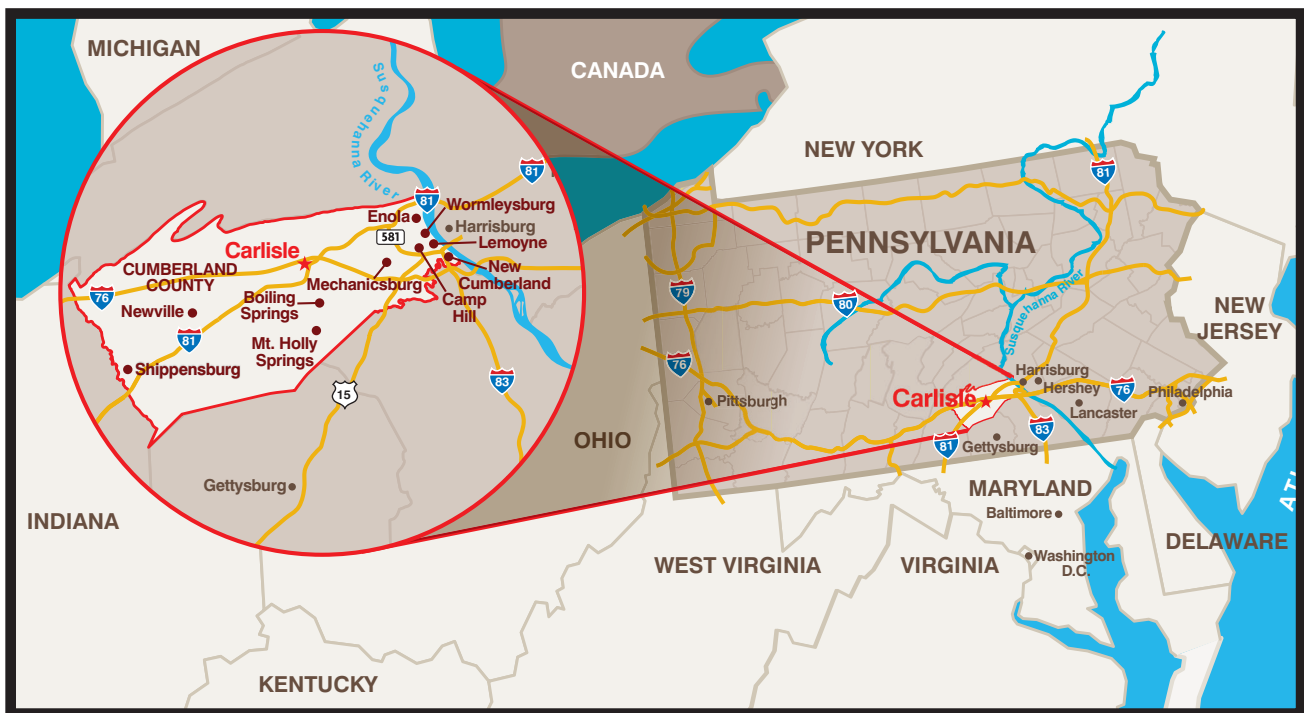 MICHIGAN
CANADA
NEW YORK
Susquehanna River
81
81
Wormleysburg
Enola
Harrisburg
581
Lemoyne
Carlisle
New
Cumberland
CUMBERLAND
COUNTY
Mechanicsburg
Camp
Hill
76
Newville
Boiling
Springs
81
Mt. Holly
Springs
Shippensburg
83
15
Gettysburg
INDIANA
OHIO
81
PENNSYLVANIA
Susquehanna River
79
80
NEW
JERSEY
76
Harrisburg
Hershey
76
Philadelphia
Carlisle
Pittsburgh
Lancaster
81
83
Gettysburg
MARYLAND
Baltimore
ATL
DELAWARE
WEST VIRGINIA
VIRGINIA
Washington
D.C.
KENTUCKY